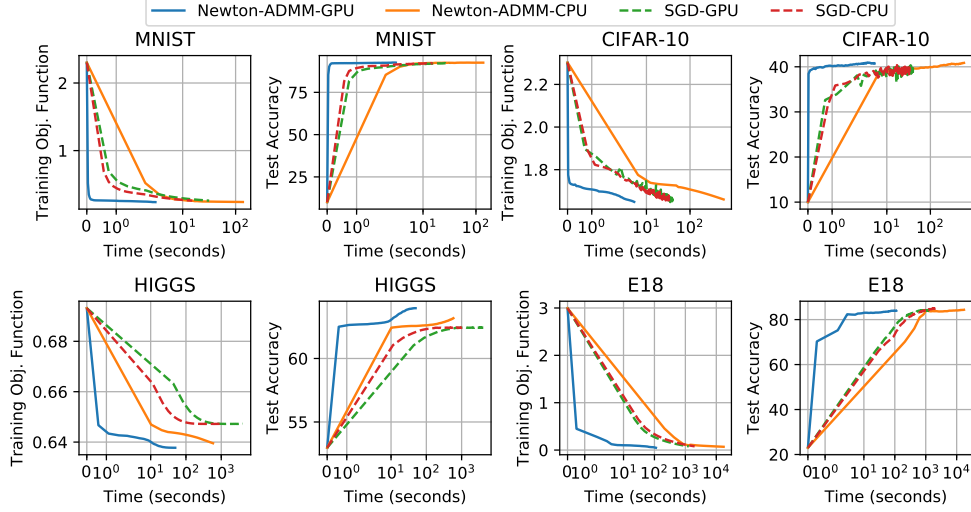 Newton-ADMM-GPU Newton-ADMM-CPU SGD-GPU SGD-CPU
MNIST MNIST CIFAR-10 CIFAR-10
Training Obj. Function
2
1
0 10^0 10^1 10^2
Time (seconds)
Test Accuracy
75
50
25
0 10^0 10^1 10^2
Time (seconds)
Training Obj. Function
2.2
2.0
1.8
0 10^0 10^1 10^2
Time (seconds)
Test Accuracy
40
30
20
10
0 10^0 10^1 10^2
Time (seconds)
HIGGS HIGGS E18 E18
Training Obj. Function
0.68
0.66
0.64
0 10^0 10^1 10^2 10^3
Time (seconds)
Test Accuracy
60
55
0 10^0 10^1 10^2 10^3
Time (seconds)
Training Obj. Function
3
2
1
0
0 10^0 10^1 10^2 10^3 10^4
Time (seconds)
Test Accuracy
80
60
40
20
0 10^0 10^1 10^2 10^3 10^4
Time (seconds)